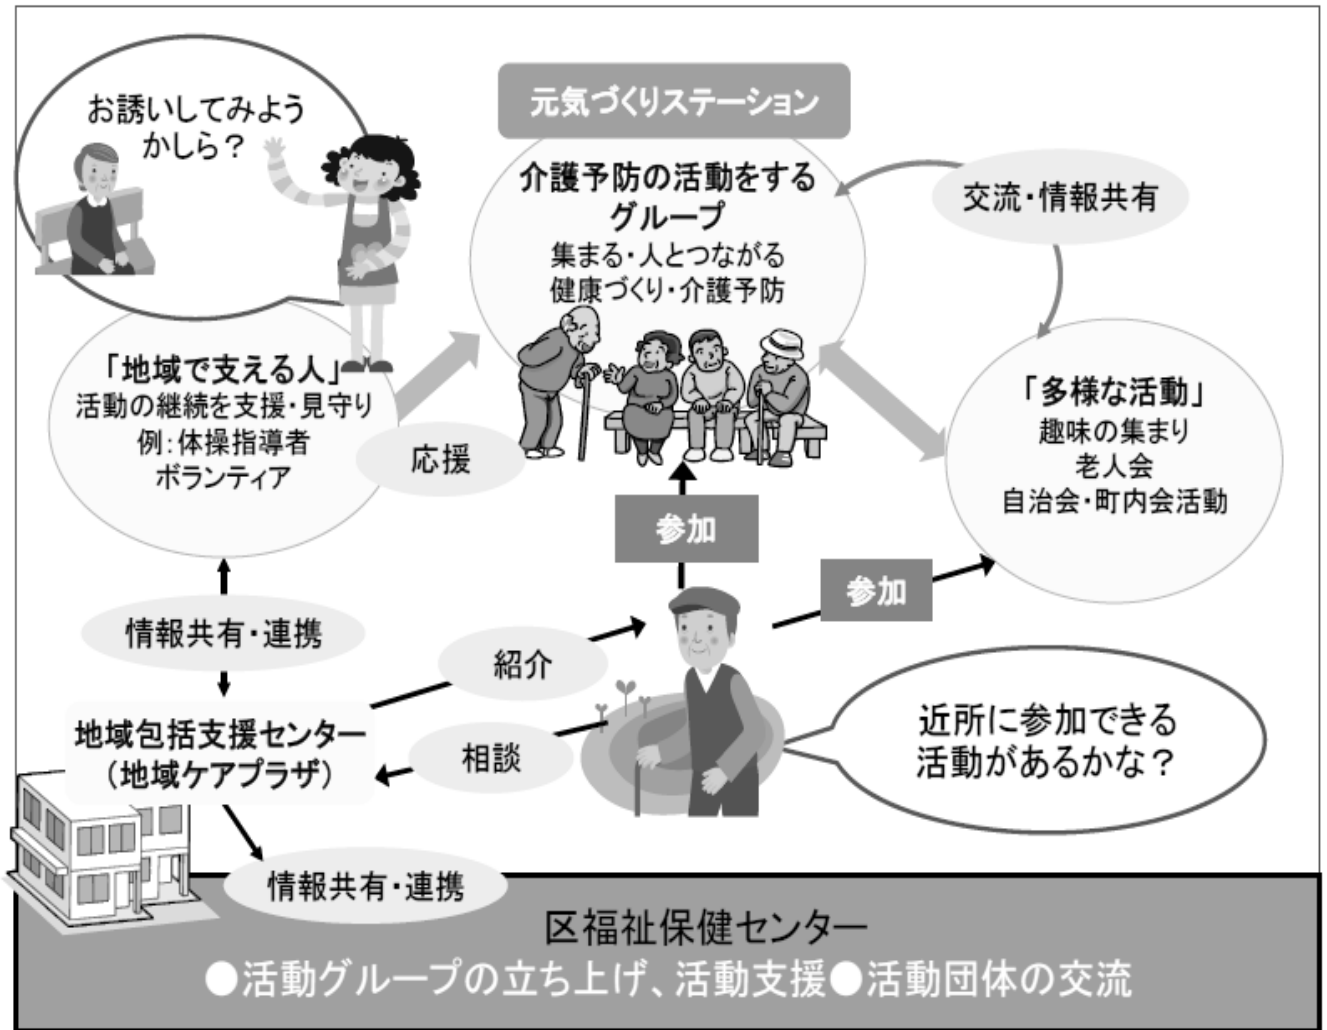 お誘いしてみよう
かしら？
元気づくりステーション
介護予防の活動をする
グループ
集まる・人とつながる
健康づくり・介護予防
交流・情報共有
「地域で支える人」
活動の継続を支援・見守り
例：体操指導者
ボランティア
応援
「多様な活動」
趣味の集まり
老人会
自治会・町内会活動
参加
参加
情報共有・連携
紹介
相談
近所に参加できる
活動があるかな？
地域包括支援センター
（地域ケアプラザ）
情報共有・連携
区福祉保健センター
●活動グループの立ち上げ、活動支援●活動団体の交流